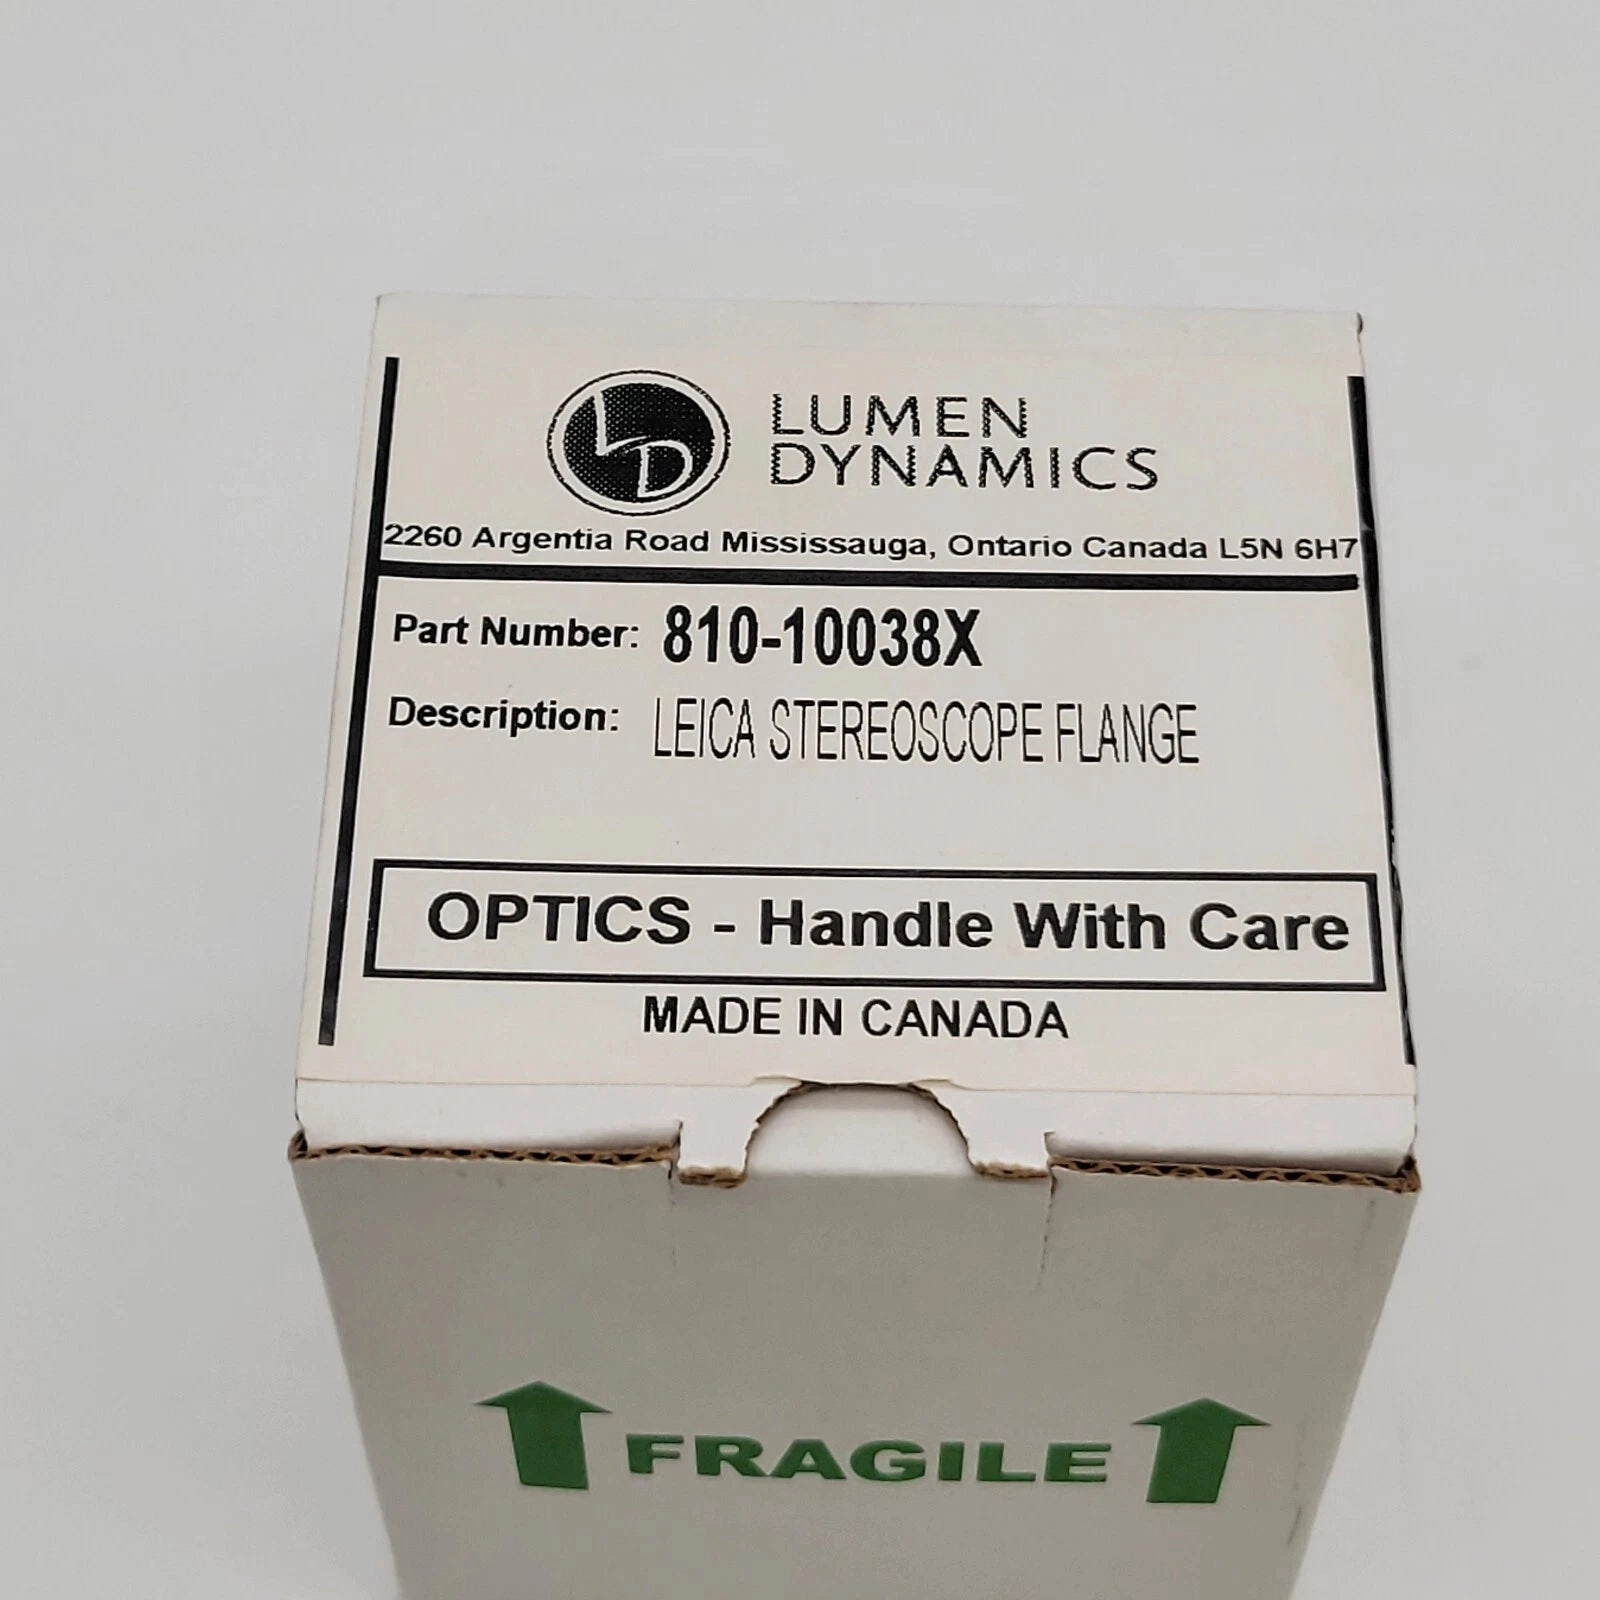 LD
LUMEN
DYNAMICS
2260 Argentia Road Mississauga, Ontario Canada L5N 6H7
Part Number: 810-10038X
Description: LEICA STEREOSCOPE FLANGE
OPTICS - Handle With Care
MADE IN CANADA
FRAGILE